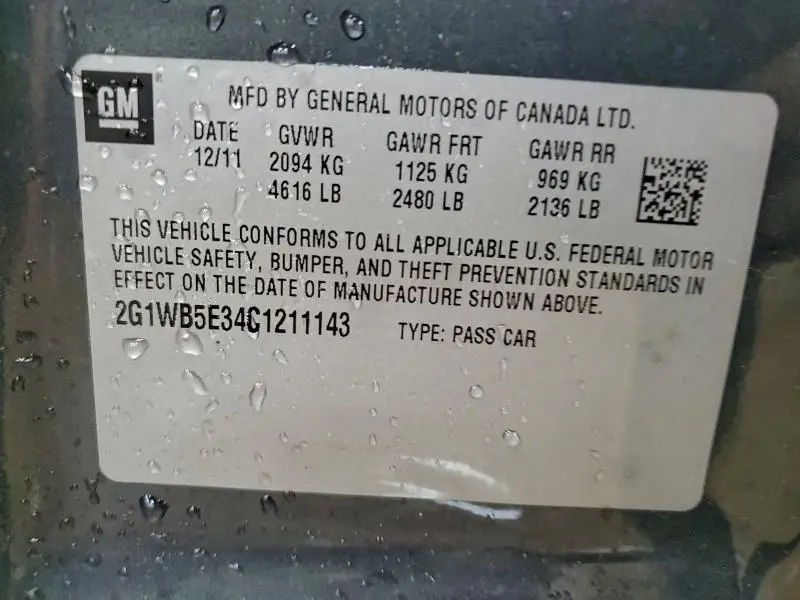 GM
MFD BY GENERAL MOTORS OF CANADA LTD.
DATE GVWR GAWR FRT GAWR RR
12/11 2094 KG 1125 KG 969 KG
4616 LB 2480 LB 2136 LB
THIS VEHICLE CONFORMS TO ALL APPLICABLE U.S. FEDERAL MOTOR
VEHICLE SAFETY, BUMPER, AND THEFT PREVENTION STANDARDS IN
EFFECT ON THE DATE OF MANUFACTURE SHOWN ABOVE.
2G1WB5E34C1211143 TYPE: PASS CAR